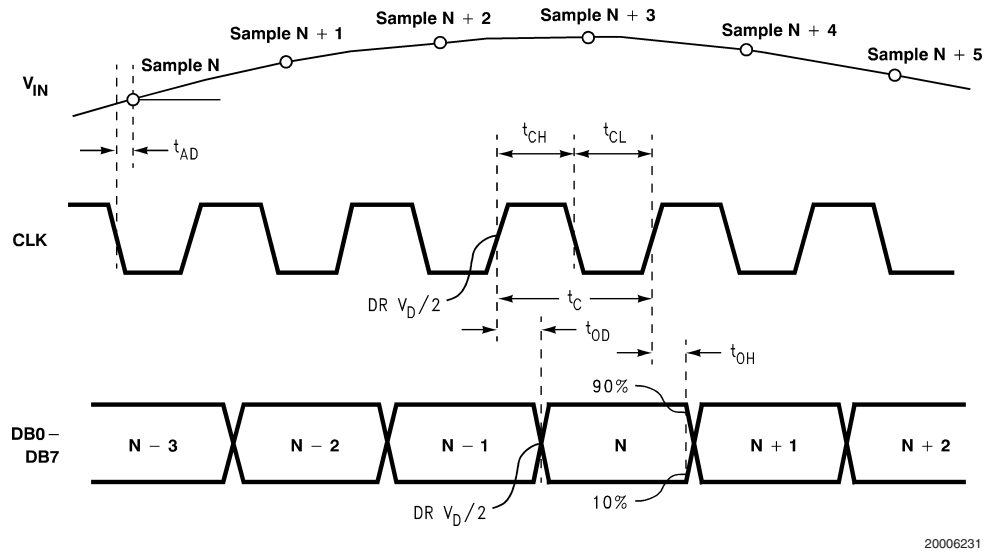 Sample N
Sample N + 1
Sample N + 2
Sample N + 3
Sample N + 4
Sample N + 5
VIN
tAD
tCH
tCL
CLK
DR VD/2
tC
tOD
tOH
90%
DB0 –
DB7
N – 3
N – 2
N – 1
N
N + 1
N + 2
DR VD/2
10%
20006231